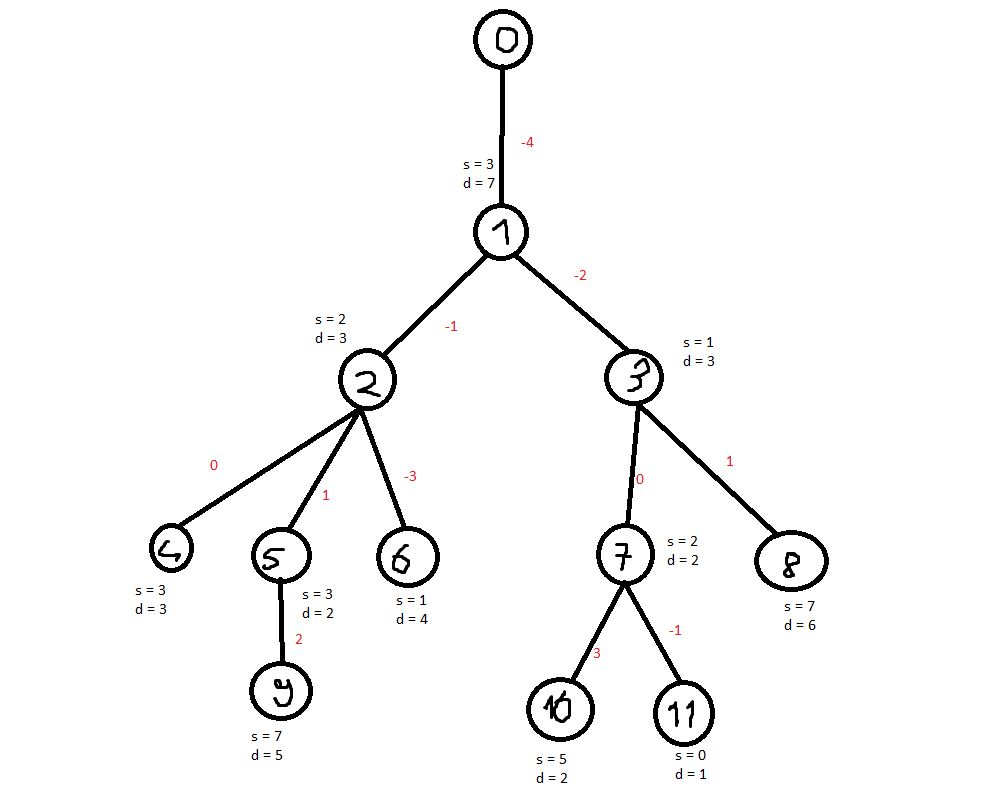 0
-4
s = 3
d = 7
1
-2
s = 2
d = 3
-1
s = 1
d = 3
2
3
0
1
-3
0
1
4
5
6
7
s = 2
d = 2
8
s = 3
d = 3
s = 3
d = 2
s = 1
d = 4
s = 7
d = 6
2
3
-1
9
10
11
s = 7
d = 5
s = 5
d = 2
s = 0
d = 1